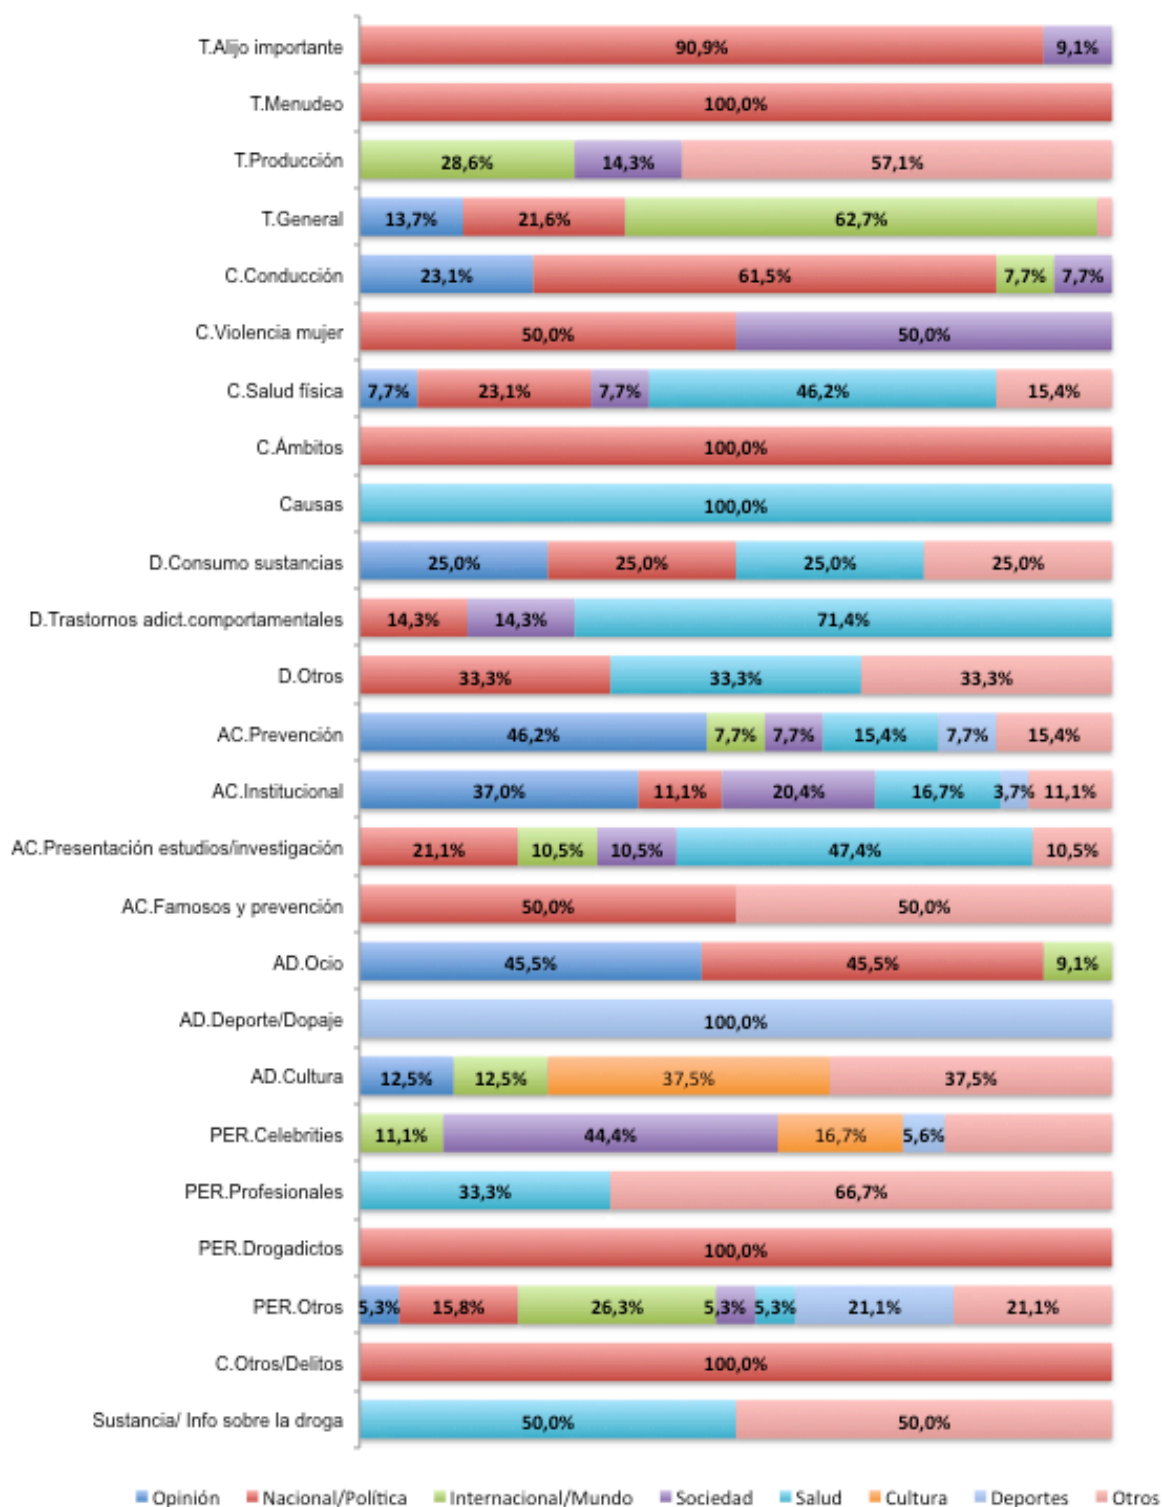 T.Alijo importante 90,9% 9,1%
T.Menudeo 100,0%
T.Producción 28,6% 14,3% 57,1%
T.General 13,7% 21,6% 62,7%
C.Conducción 23,1% 61,5% 7,7% 7,7%
C.Violencia mujer 50,0% 50,0%
C.Salud física 7,7% 23,1% 7,7% 46,2% 15,4%
C.Ámbitos 100,0%
Causas 100,0%
D.Consumo sustancias 25,0% 25,0% 25,0% 25,0%
D.Trastornos adict.comportamentales 14,3% 14,3% 71,4%
D.Otros 33,3% 33,3% 33,3%
AC.Prevención 46,2% 7,7% 7,7% 15,4% 7,7% 15,4%
AC.Institucional 37,0% 11,1% 20,4% 16,7% 3,7% 11,1%
AC.Presentación estudios/investigación 21,1% 10,5% 10,5% 47,4% 10,5%
AC.Famosos y prevención 50,0% 50,0%
AD.Ocio 45,5% 45,5% 9,1%
AD.Deporte/Dopaje 100,0%
AD.Cultura 12,5% 12,5% 37,5% 37,5%
PER.Celebrities 11,1% 44,4% 16,7% 5,6%
PER.Profesionales 33,3% 66,7%
PER.Drogadictos 100,0%
PER.Otros 5,3% 15,8% 26,3% 5,3% 5,3% 21,1% 21,1%
C.Otros/Delitos 100,0%
Sustancia/ Info sobre la droga 50,0% 50,0%
Opinión Nacional/Política Internacional/Mundo Sociedad Salud Cultura Deportes Otros